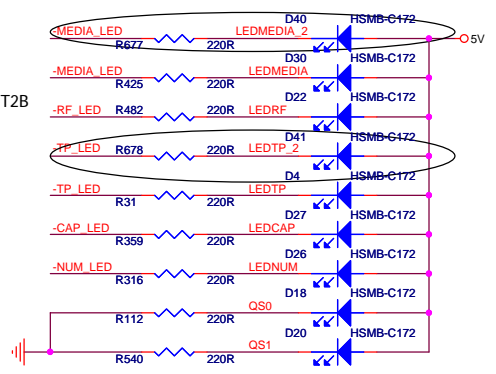 D40 HSMB-C172
-MEDIA_LED R677 220R LEDMEDIA_2 5V
D30 HSMB-C172
-MEDIA_LED R425 220R LEDMEDIA
T2B
D22 HSMB-C172
-RF_LED R482 220R LEDRF
D41 HSMB-C172
-TP_LED R678 220R LEDTP_2
D4 HSMB-C172
-TP_LED R31 220R LEDTP
D27 HSMB-C172
-CAP_LED R359 220R LEDCAP
D26 HSMB-C172
-NUM_LED R316 220R LEDNUM
D18 HSMB-C172
R112 220R QS0
D20 HSMB-C172
R540 220R QS1